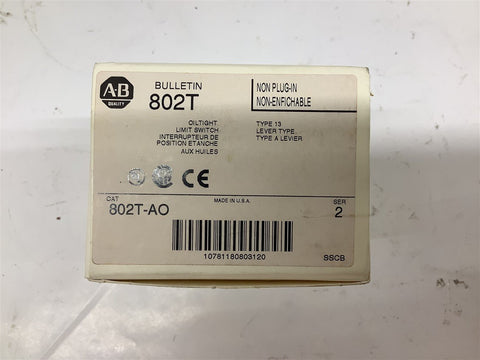 A-B
QUALITY
BULLETIN
802T
NON PLUG-IN
NON-ENFICHABLE
OILTIGHT
LIMIT SWITCH
INTERRUPTEUR DE
POSITION ETANCHE
AUX HUILES
TYPE 13
LEVER TYPE
TYPE A LEVIER
CE
CAT
802T-AO
MADE IN U.S.A.
SER
2
10781180803120
SSCB